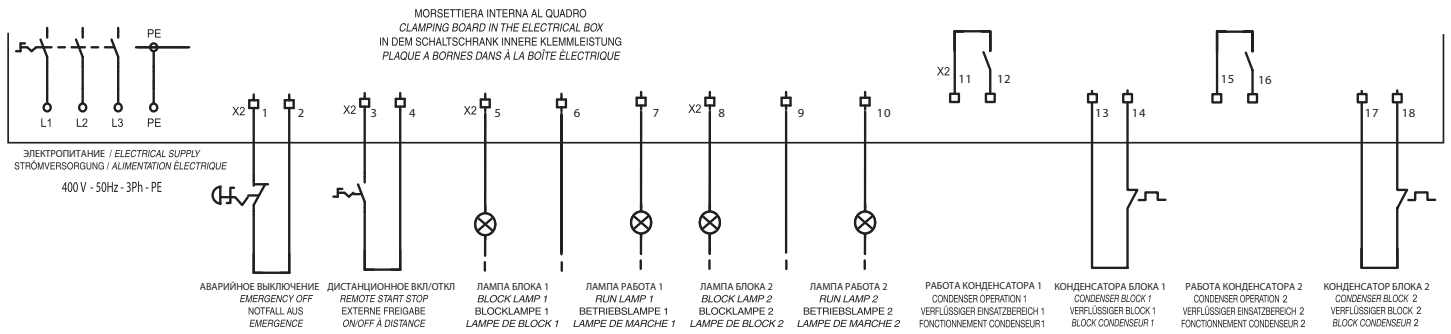 MORSETTIERA INTERNA AL QUADRO
CLAMPING BOARD IN THE ELECTRICAL BOX
IN DEM SCHALTSCHRANK INNERE KLEMMLEISTUNG
PLAQUE A BORNES DANS À LA BOÎTE ÈLECTRIQUE
PE
L1 L2 L3 PE
X2 1 2
X2 3 4
X2 5 6 7
X2 8 9 10
X2 11 12
13 14
15 16
17 18
ЭЛЕКТРОПИТАНИЕ / ELECTRICAL SUPPLY
STRÖMVERSORGUNG / ALIMENTATION ÈLECTRIQUE
400 V - 50Hz - 3Ph - PE
АВАРИЙНОЕ ВЫКЛЮЧЕНИЕ
EMERGENCY OFF
NOTFALL AUS
EMERGENCE
ДИСТАНЦИОННОЕ ВКЛ/ОТКЛ
REMOTE START STOP
EXTERNE FREIGABE
ON/OFF À DISTANCE
ЛАМПА БЛОКА 1
BLOCK LAMP 1
BLOCKLAMPE 1
LAMPE DE BLOCK 1
ЛАМПА РАБОТА 1
RUN LAMP 1
BETRIEBSLAMPE 1
LAMPE DE MARCHE 1
ЛАМПА БЛОКА 2
BLOCK LAMP 2
BLOCKLAMPE 2
LAMPE DE BLOCK 2
ЛАМПА РАБОТА 2
RUN LAMP 2
BETRIEBSLAMPE 2
LAMPE DE MARCHE 2
РАБОТА КОНДЕНСАТОРА 1
CONDENSER OPERATION 1
VERFLÜSSIGER EINSATZBEREICH 1
FONCTIONNEMENT CONDENSEUR1
КОНДЕНСАТОРА БЛОКА 1
CONDENSER BLOCK 1
VERFLÜSSIGER BLOCK 1
BLOCK CONDENSEUR 1
РАБОТА КОНДЕНСАТОРА 2
CONDENSER OPERATION 2
VERFLÜSSIGER EINSATZBEREICH 2
FONCTIONNEMENT CONDENSEUR 2
КОНДЕНСАТОР БЛОКА 2
CONDENSER BLOCK 2
VERFLÜSSIGER BLOCK 2
BLOCK CONDENSEUR 2